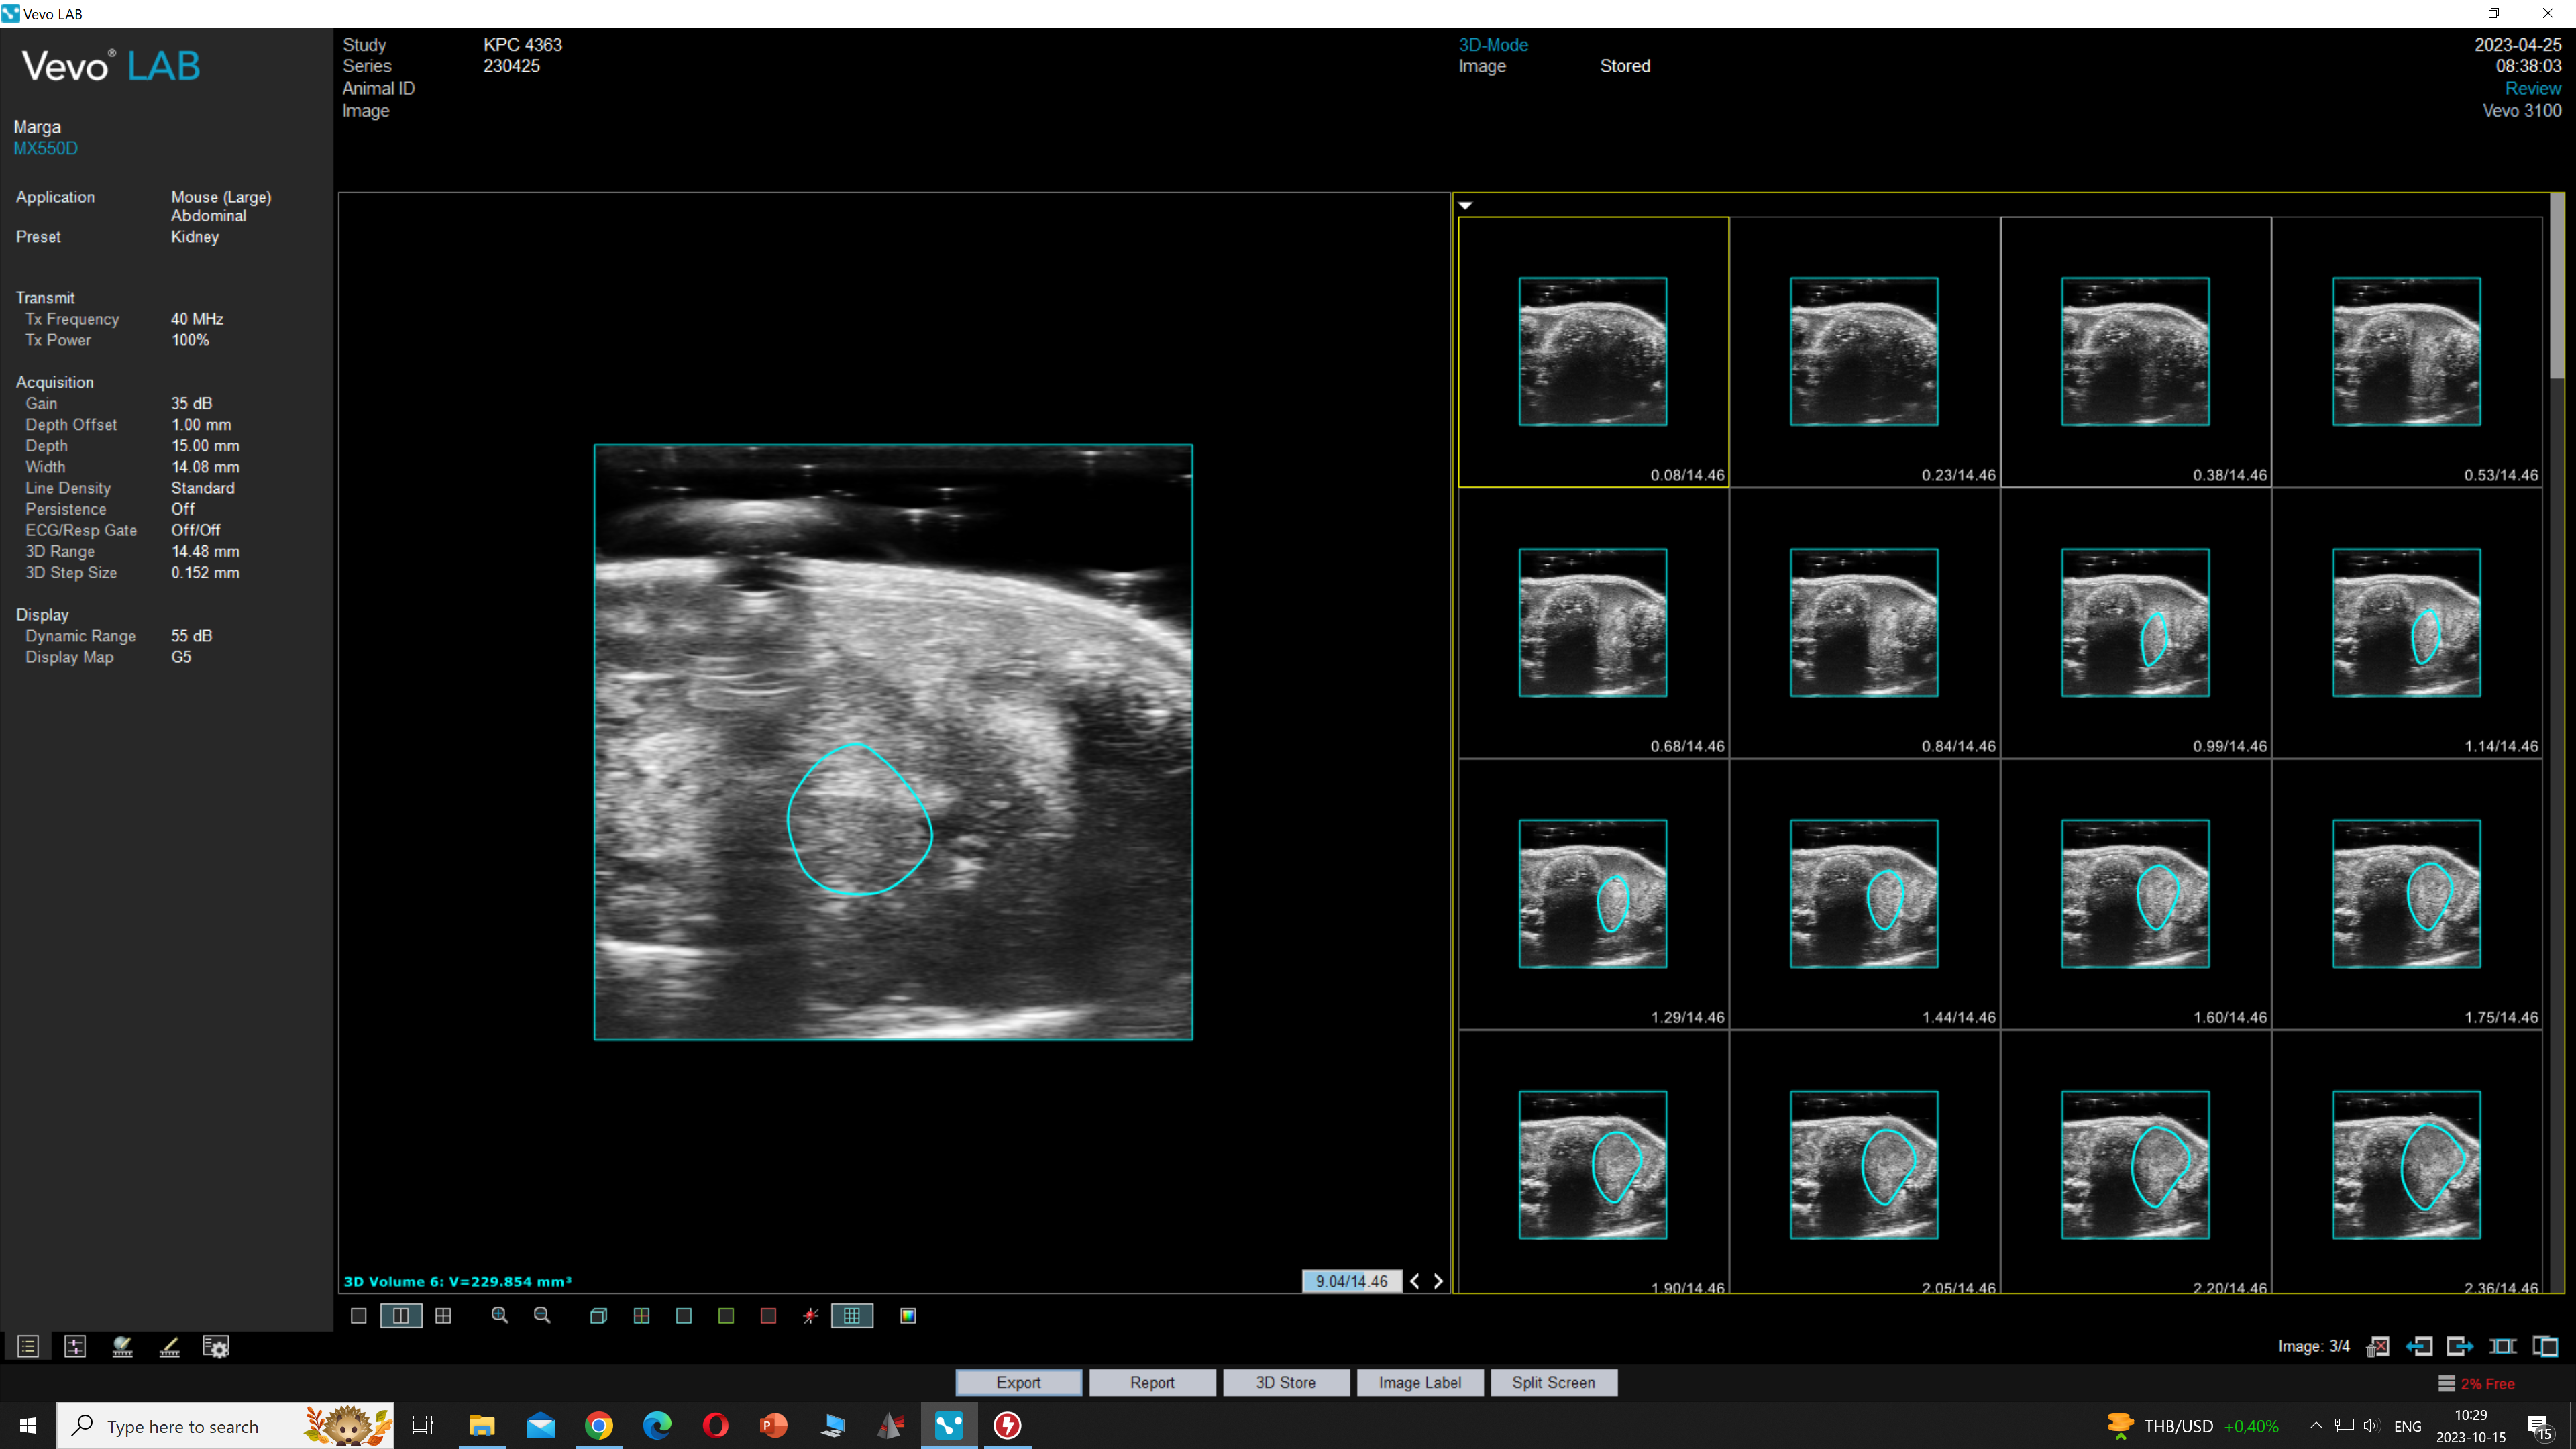 Vevo LAB
Vevo® LAB
Study KPC 4363
Series 230425
Animal ID
Image
3D-Mode
Image Stored
2023-04-25
08:38:03
Review
Vevo 3100
Marga
MX550D
Application Mouse (Large)
Abdominal
Preset Kidney
Transmit
Tx Frequency 40 MHz
Tx Power 100%
Acquisition
Gain 35 dB
Depth Offset 1.00 mm
Depth 15.00 mm
Width 14.08 mm
Line Density Standard
Persistence Off
ECG/Resp Gate Off/Off
3D Range 14.48 mm
3D Step Size 0.152 mm
Display
Dynamic Range 55 dB
Display Map G5
0.08/14.46 0.23/14.46 0.38/14.46 0.53/14.46
0.68/14.46 0.84/14.46 0.99/14.46 1.14/14.46
1.29/14.46 1.44/14.46 1.60/14.46 1.75/14.46
1.90/14.46 2.05/14.46 2.20/14.46 2.36/14.46
3D Volume 6: V=229.854 mm³
9.04/14.46
Image: 3/4
Export Report 3D Store Image Label Split Screen
2% Free
Type here to search
THB/USD +0,40%
ENG
10:29
2023-10-15
15